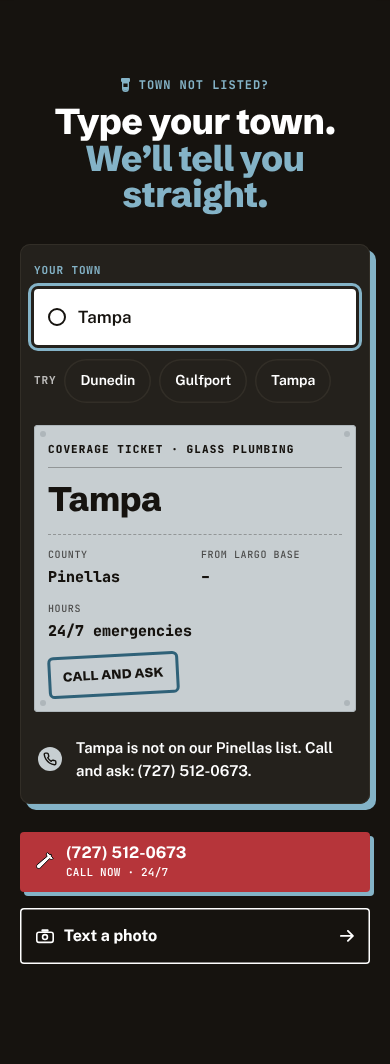 TOWN NOT LISTED?
Type your town.
We’ll tell you
straight.
YOUR TOWN
Tampa
TRY Dunedin Gulfport Tampa
COVERAGE TICKET · GLASS PLUMBING
Tampa
COUNTY FROM LARGO BASE
Pinellas –
HOURS
24/7 emergencies
CALL AND ASK
Tampa is not on our Pinellas list. Call
and ask: (727) 512-0673.
(727) 512-0673
CALL NOW · 24/7
Text a photo